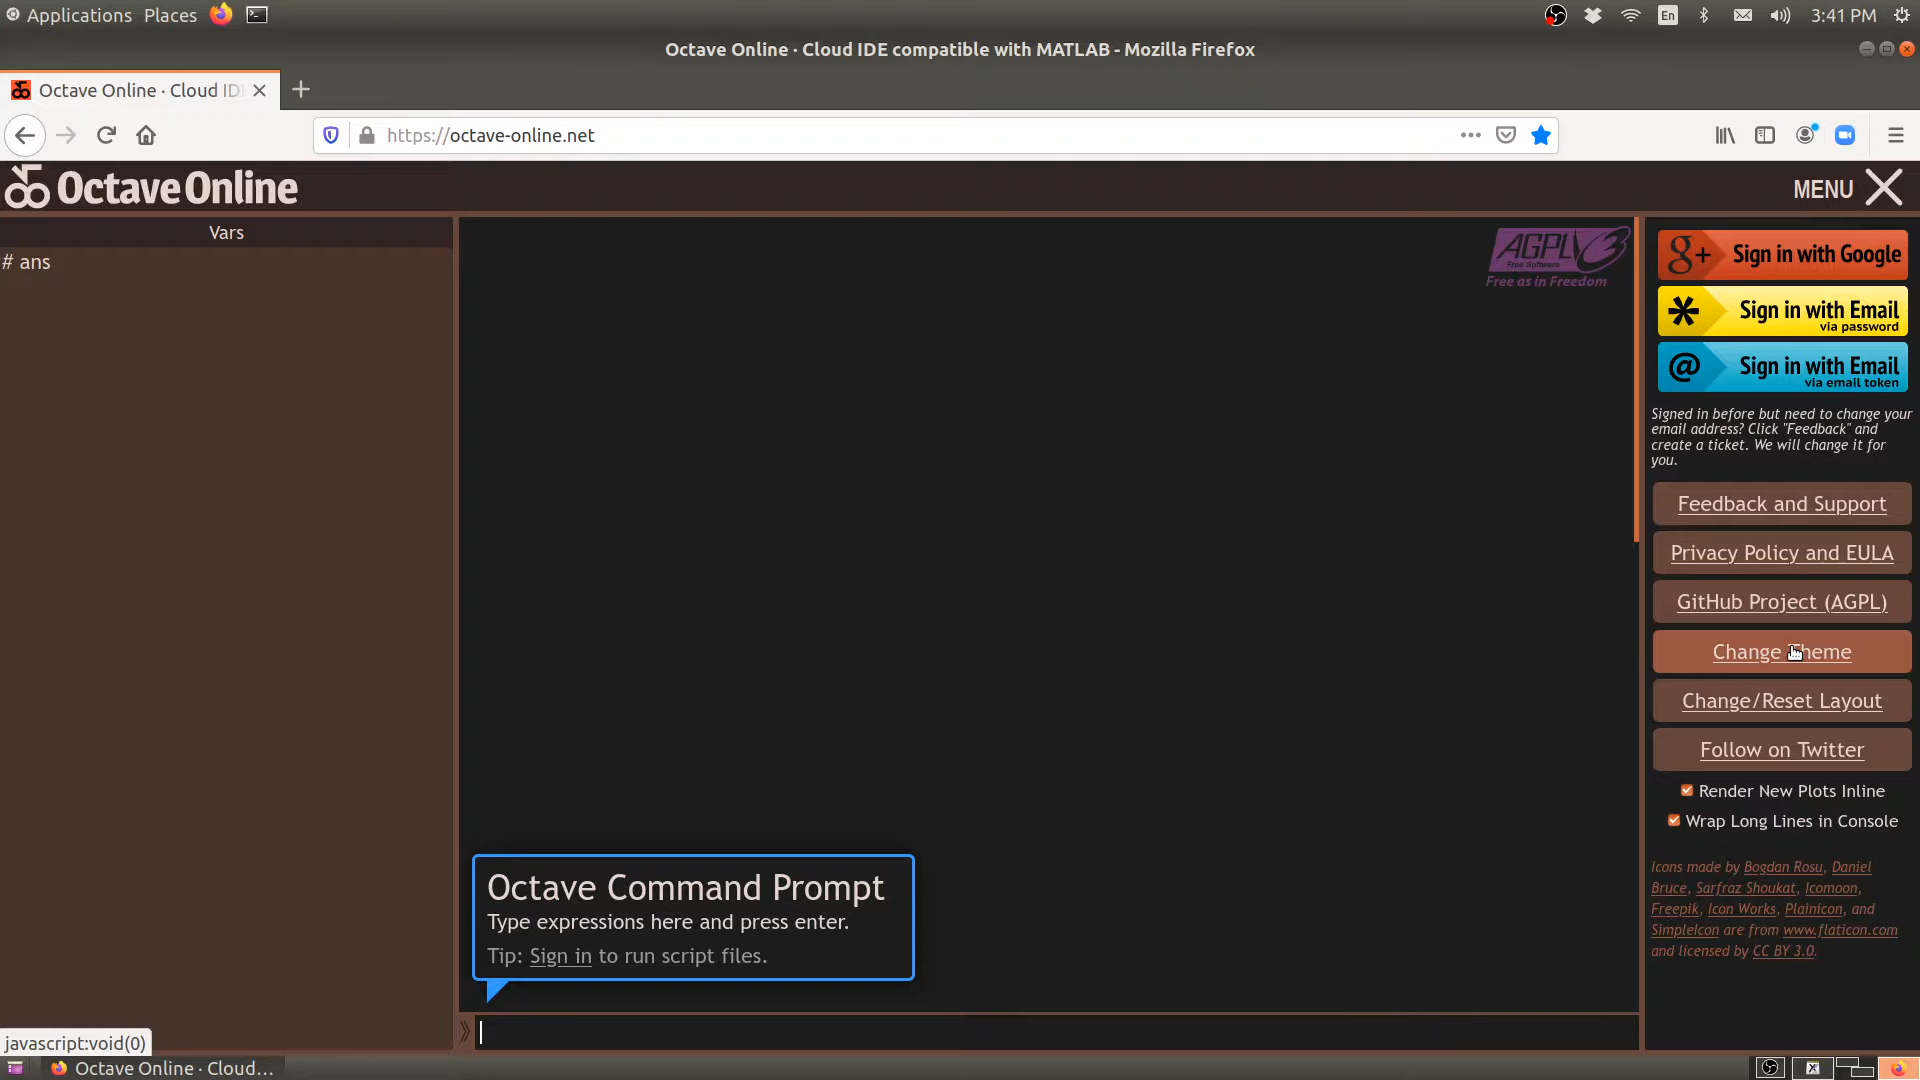 Applications Places
En
3:41 PM
Octave Online · Cloud IDE compatible with MATLAB - Mozilla Firefox
Octave Online · Cloud ID
https://octave-online.net
Octave Online
MENU
Vars
# ans
AGPL 3
Free Software
Free as in Freedom
g+ Sign in with Google
* Sign in with Email
via password
@ Sign in with Email
via email token
Signed in before but need to change your
email address? Click "Feedback" and
create a ticket. We will change it for
you.
Feedback and Support
Privacy Policy and EULA
GitHub Project (AGPL)
Change Theme
Change/Reset Layout
Follow on Twitter
Render New Plots Inline
Wrap Long Lines in Console
Icons made by Bogdan Rosu, Daniel
Bruce, Sarfraz Shoukat, Icomoon,
Freepik, Icon Works, Plainicon, and
SimpleIcon are from www.flaticon.com
and licensed by CC BY 3.0.
Octave Command Prompt
Type expressions here and press enter.
Tip: Sign in to run script files.
javascript:void(0)
Octave Online · Cloud...